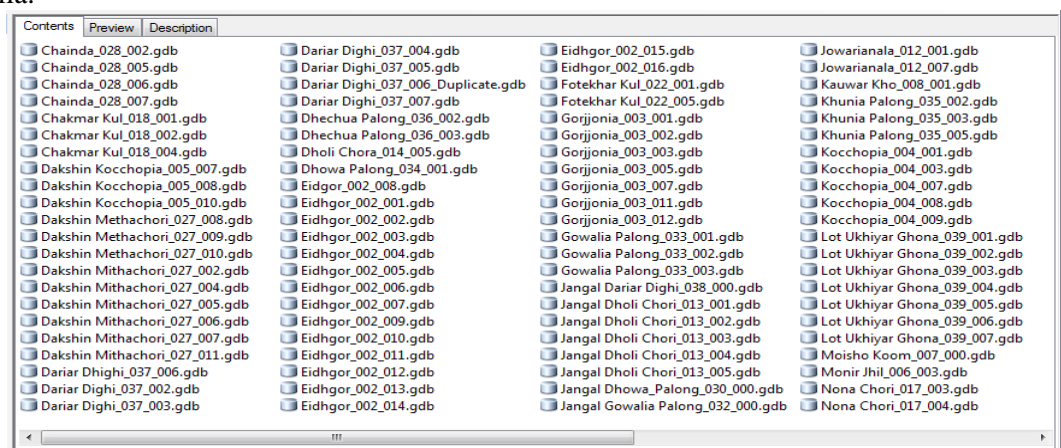 Contents Preview Description
Chainda_028_002.gdb
Chainda_028_005.gdb
Chainda_028_006.gdb
Chainda_028_007.gdb
Chakmar Kul_018_001.gdb
Chakmar Kul_018_002.gdb
Chakmar Kul_018_004.gdb
Dakshin Kocchopia_005_007.gdb
Dakshin Kocchopia_005_008.gdb
Dakshin Kocchopia_005_010.gdb
Dakshin Methachori_027_008.gdb
Dakshin Methachori_027_009.gdb
Dakshin Methachori_027_010.gdb
Dakshin Mithachori_027_002.gdb
Dakshin Mithachori_027_004.gdb
Dakshin Mithachori_027_005.gdb
Dakshin Mithachori_027_006.gdb
Dakshin Mithachori_027_007.gdb
Dakshin Mithachori_027_011.gdb
Dariar Dhighi_037_006.gdb
Dariar Dighi_037_002.gdb
Dariar Dighi_037_003.gdb
Dariar Dighi_037_004.gdb
Dariar Dighi_037_005.gdb
Dariar Dighi_037_006_Duplicate.gdb
Dariar Dighi_037_007.gdb
Dhechua Palong_036_002.gdb
Dhechua Palong_036_003.gdb
Dholi Chora_014_005.gdb
Dhowa Palong_034_001.gdb
Eidgor_002_008.gdb
Eidhgor_002_001.gdb
Eidhgor_002_002.gdb
Eidhgor_002_003.gdb
Eidhgor_002_004.gdb
Eidhgor_002_005.gdb
Eidhgor_002_006.gdb
Eidhgor_002_007.gdb
Eidhgor_002_009.gdb
Eidhgor_002_010.gdb
Eidhgor_002_011.gdb
Eidhgor_002_012.gdb
Eidhgor_002_013.gdb
Eidhgor_002_014.gdb
Eidhgor_002_015.gdb
Eidhgor_002_016.gdb
Fotekhar Kul_022_001.gdb
Fotekhar Kul_022_005.gdb
Gorjjonia_003_001.gdb
Gorjjonia_003_002.gdb
Gorjjonia_003_003.gdb
Gorjjonia_003_005.gdb
Gorjjonia_003_007.gdb
Gorjjonia_003_011.gdb
Gorjjonia_003_012.gdb
Gowalia Palong_033_001.gdb
Gowalia Palong_033_002.gdb
Gowalia Palong_033_003.gdb
Jangal Dariar Dighi_038_000.gdb
Jangal Dholi Chori_013_001.gdb
Jangal Dholi Chori_013_002.gdb
Jangal Dholi Chori_013_003.gdb
Jangal Dholi Chori_013_004.gdb
Jangal Dholi Chori_013_005.gdb
Jangal Dhowa_Palong_030_000.gdb
Jangal Gowalia Palong_032_000.gdb
Jowarianala_012_001.gdb
Jowarianala_012_007.gdb
Kauwar Kho_008_001.gdb
Khunia Palong_035_002.gdb
Khunia Palong_035_003.gdb
Khunia Palong_035_005.gdb
Kocchopia_004_001.gdb
Kocchopia_004_003.gdb
Kocchopia_004_007.gdb
Kocchopia_004_008.gdb
Kocchopia_004_009.gdb
Lot Ukhiyar Ghona_039_001.gdb
Lot Ukhiyar Ghona_039_002.gdb
Lot Ukhiyar Ghona_039_003.gdb
Lot Ukhiyar Ghona_039_004.gdb
Lot Ukhiyar Ghona_039_005.gdb
Lot Ukhiyar Ghona_039_006.gdb
Lot Ukhiyar Ghona_039_007.gdb
Moisho Koom_007_000.gdb
Monir Jhil_006_003.gdb
Nona Chori_017_003.gdb
Nona Chori_017_004.gdb